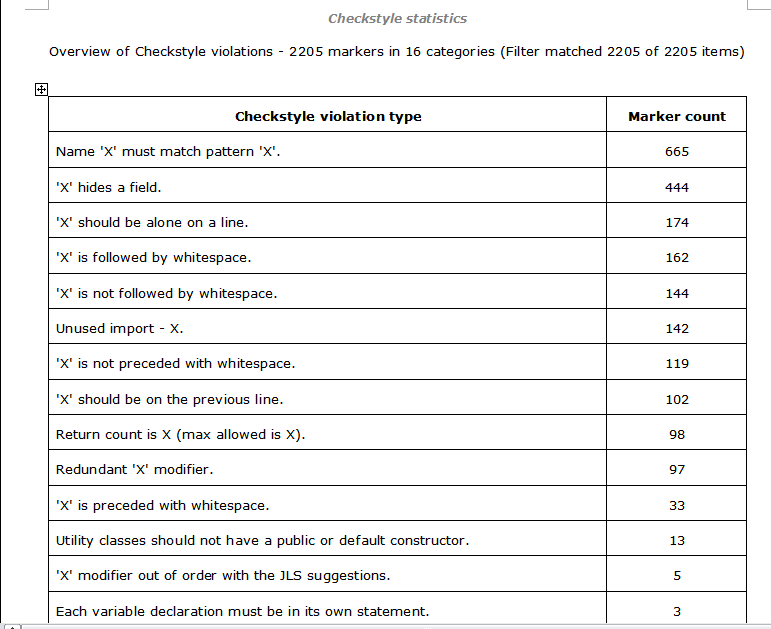 Checkstyle statistics
Overview of Checkstyle violations - 2205 markers in 16 categories (Filter matched 2205 of 2205 items)
Checkstyle violation type Marker count
Name 'X' must match pattern 'X'. 665
'X' hides a field. 444
'X' should be alone on a line. 174
'X' is followed by whitespace. 162
'X' is not followed by whitespace. 144
Unused import - X. 142
'X' is not preceded with whitespace. 119
'X' should be on the previous line. 102
Return count is X (max allowed is X). 98
Redundant 'X' modifier. 97
'X' is preceded with whitespace. 33
Utility classes should not have a public or default constructor. 13
'X' modifier out of order with the JLS suggestions. 5
Each variable declaration must be in its own statement. 3